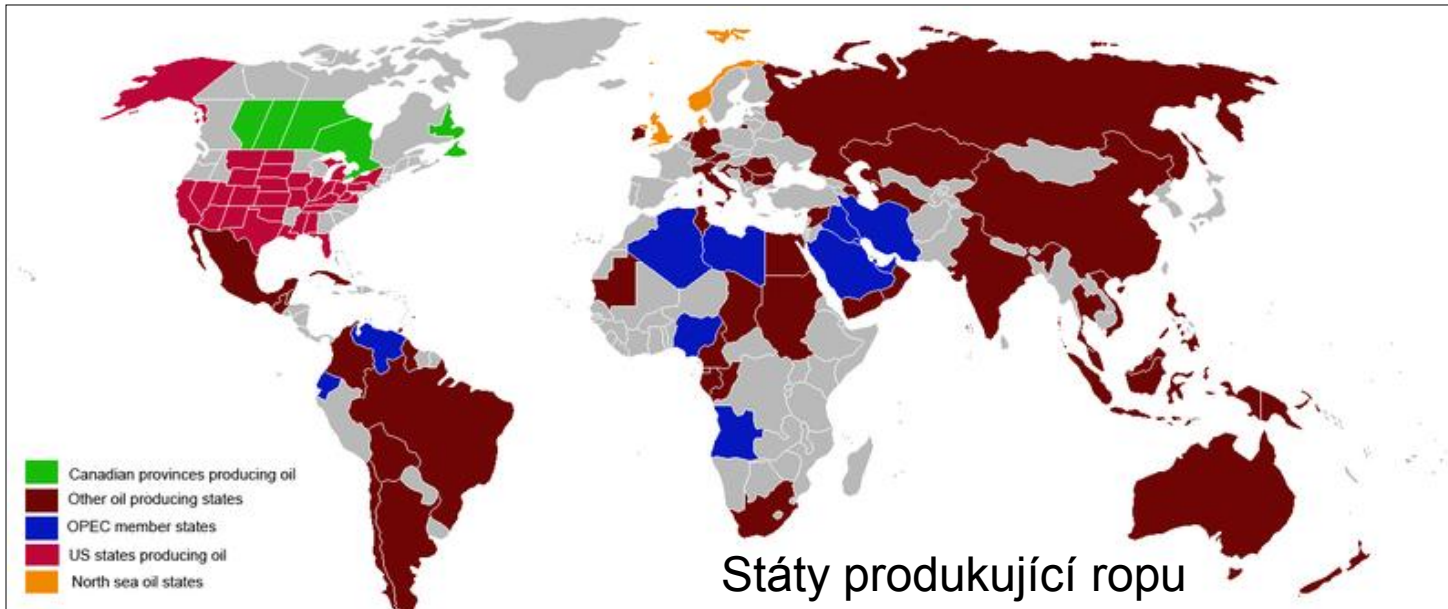 Canadian provinces producing oil
Other oil producing states
OPEC member states
US states producing oil
North sea oil states
Státy produkující ropu